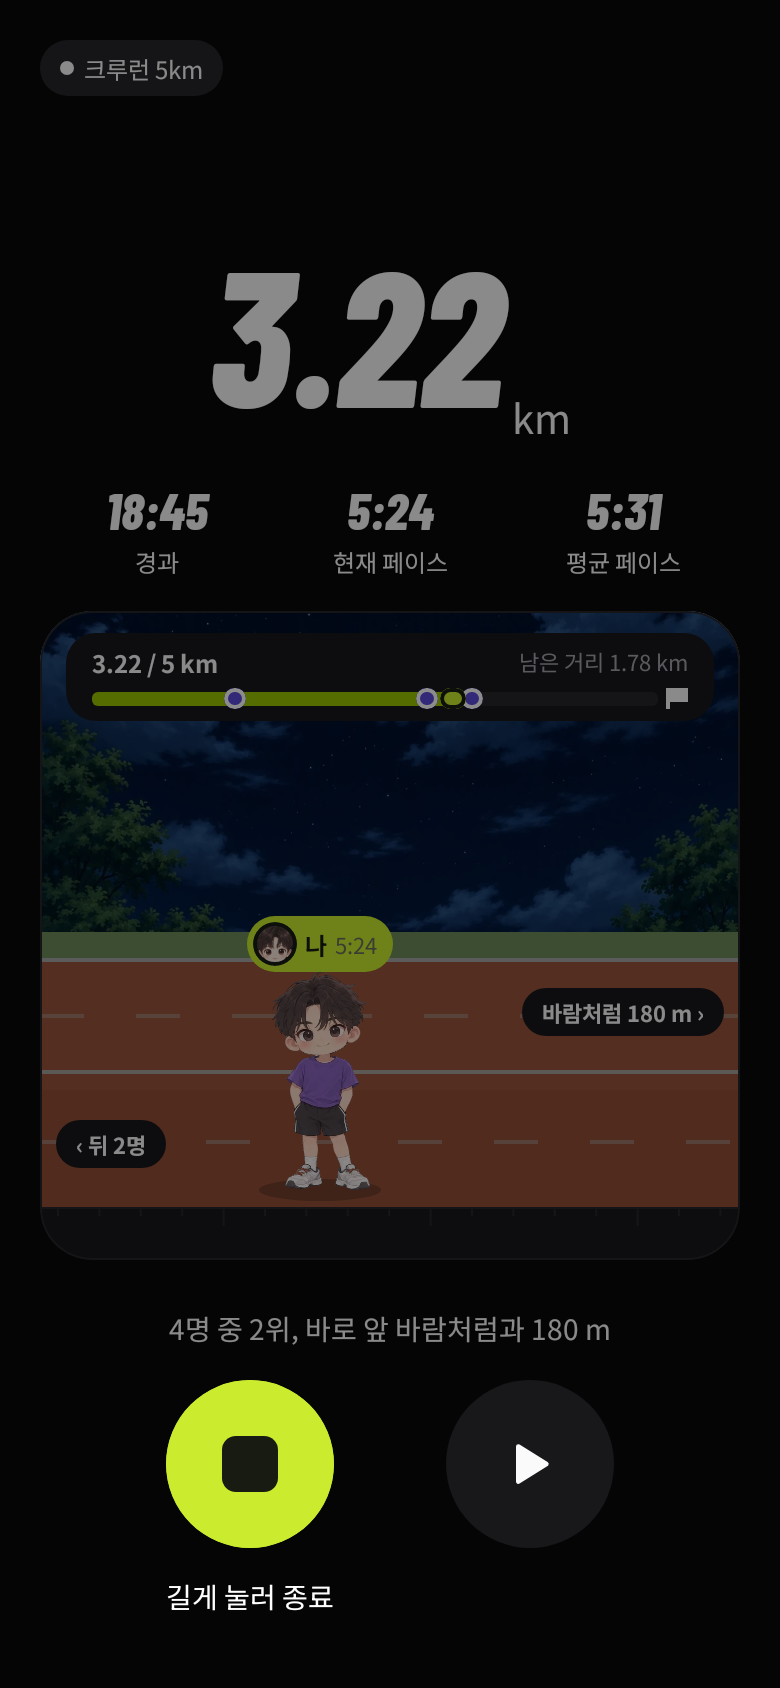 크루런 5km
3.22 km
18:45 5:24 5:31
경과 현재 페이스 평균 페이스
3.22 / 5 km 남은 거리 1.78 km
나 5:24
바람처럼 180 m ›
‹ 뒤 2명
4명 중 2위, 바로 앞 바람처럼과 180 m
길게 눌러 종료